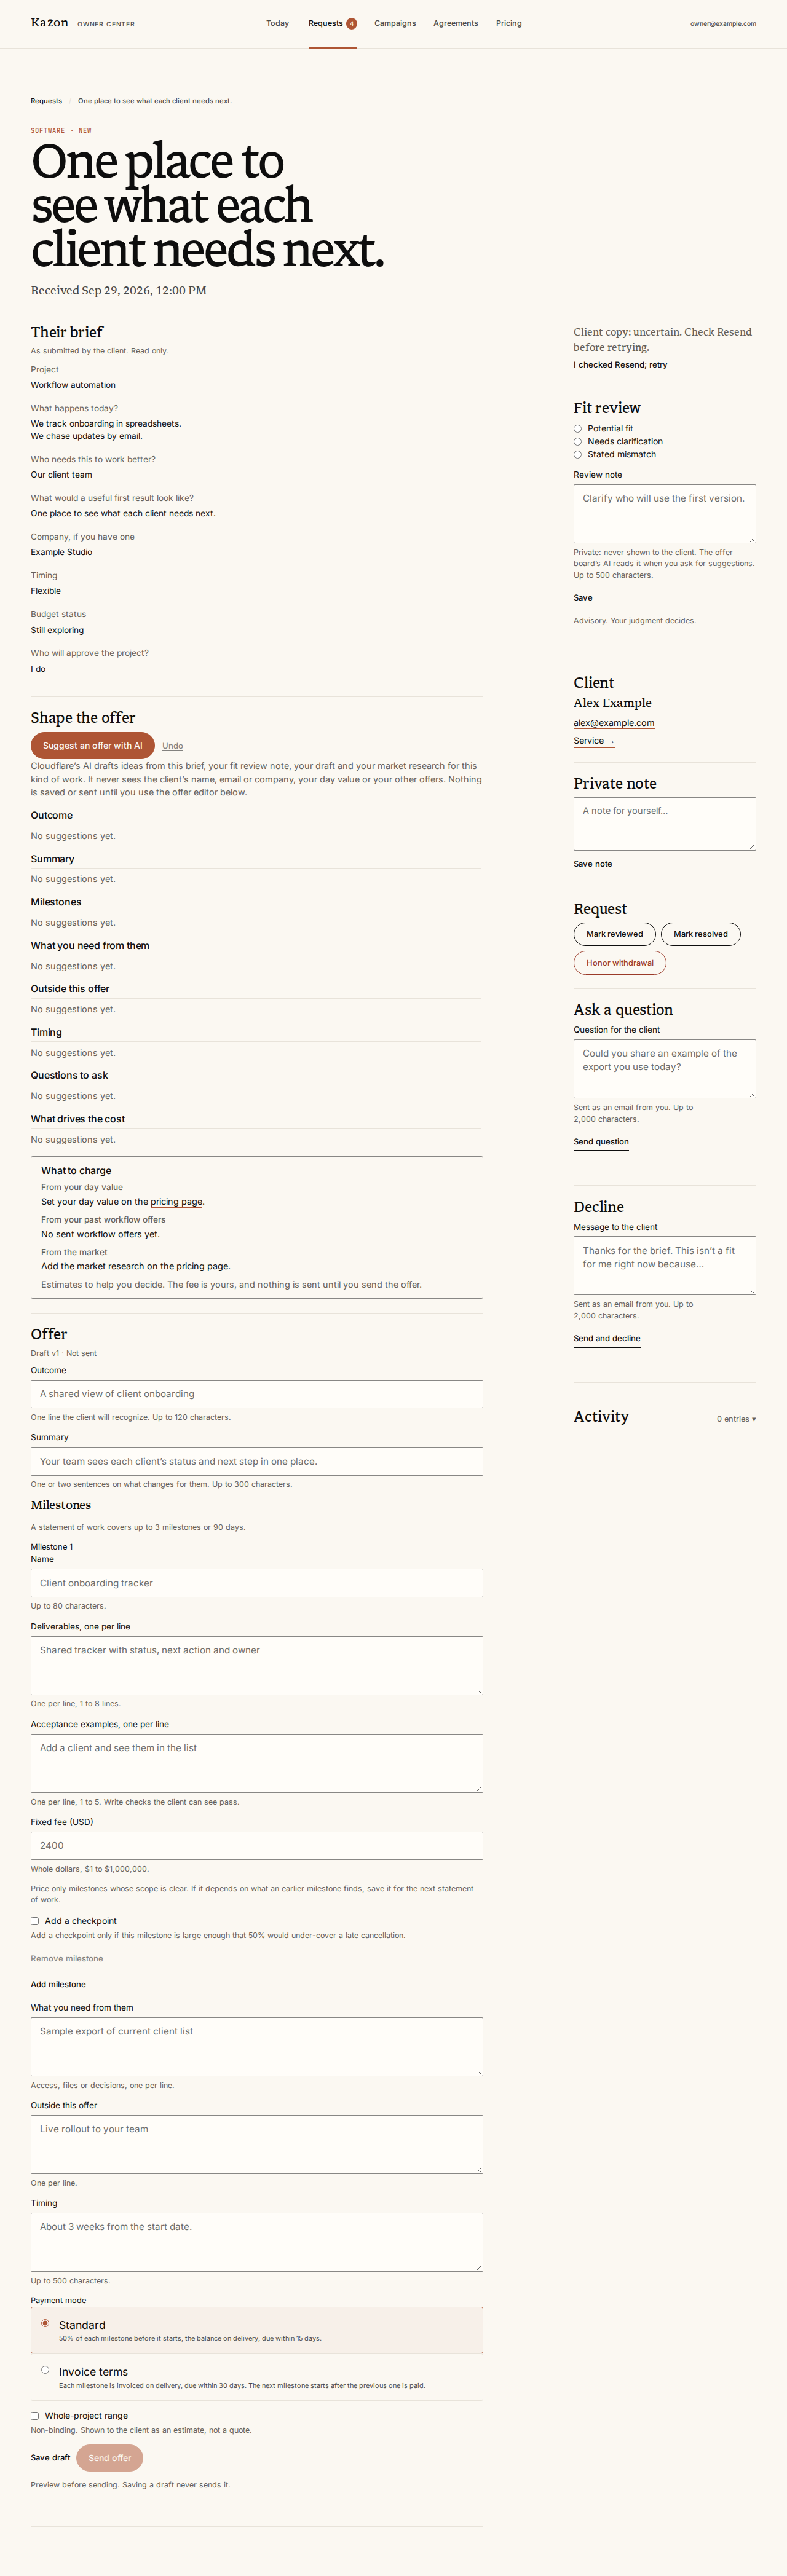 Kazon OWNER CENTER
Today
Requests 4
Campaigns
Agreements
Pricing
owner@example.com
Requests / One place to see what each client needs next.
SOFTWARE · NEW
One place to
see what each
client needs next.
Received Sep 29, 2026, 12:00 PM
Their brief
As submitted by the client. Read only.
Project
Workflow automation
What happens today?
We track onboarding in spreadsheets.
We chase updates by email.
Who needs this to work better?
Our client team
What would a useful first result look like?
One place to see what each client needs next.
Company, if you have one
Example Studio
Timing
Flexible
Budget status
Still exploring
Who will approve the project?
I do
Shape the offer
Suggest an offer with AI
Undo
Cloudflare’s AI drafts ideas from this brief, your fit review note, your draft and your market research for this
kind of work. It never sees the client’s name, email or company, your day value or your other offers. Nothing
is saved or sent until you use the offer editor below.
Outcome
No suggestions yet.
Summary
No suggestions yet.
Milestones
No suggestions yet.
What you need from them
No suggestions yet.
Outside this offer
No suggestions yet.
Timing
No suggestions yet.
Questions to ask
No suggestions yet.
What drives the cost
No suggestions yet.
What to charge
From your day value
Set your day value on the pricing page.
From your past workflow offers
No sent workflow offers yet.
From the market
Add the market research on the pricing page.
Estimates to help you decide. The fee is yours, and nothing is sent until you send the offer.
Offer
Draft v1 · Not sent
Outcome
A shared view of client onboarding
One line the client will recognize. Up to 120 characters.
Summary
Your team sees each client’s status and next step in one place.
One or two sentences on what changes for them. Up to 300 characters.
Milestones
A statement of work covers up to 3 milestones or 90 days.
Milestone 1
Name
Client onboarding tracker
Up to 80 characters.
Deliverables, one per line
Shared tracker with status, next action and owner
One per line, 1 to 8 lines.
Acceptance examples, one per line
Add a client and see them in the list
One per line, 1 to 5. Write checks the client can see pass.
Fixed fee (USD)
2400
Whole dollars, $1 to $1,000,000.
Price only milestones whose scope is clear. If it depends on what an earlier milestone finds, save it for the next statement
of work.
Add a checkpoint
Add a checkpoint only if this milestone is large enough that 50% would under-cover a late cancellation.
Remove milestone
Add milestone
What you need from them
Sample export of current client list
Access, files or decisions, one per line.
Outside this offer
Live rollout to your team
One per line.
Timing
About 3 weeks from the start date.
Up to 500 characters.
Payment mode
Standard
50% of each milestone before it starts, the balance on delivery, due within 15 days.
Invoice terms
Each milestone is invoiced on delivery, due within 30 days. The next milestone starts after the previous one is paid.
Whole-project range
Non-binding. Shown to the client as an estimate, not a quote.
Save draft
Send offer
Preview before sending. Saving a draft never sends it.
Client copy: uncertain. Check Resend
before retrying.
I checked Resend; retry
Fit review
Potential fit
Needs clarification
Stated mismatch
Review note
Clarify who will use the first version.
Private: never shown to the client. The offer
board’s AI reads it when you ask for suggestions.
Up to 500 characters.
Save
Advisory. Your judgment decides.
Client
Alex Example
alex@example.com
Service →
Private note
A note for yourself…
Save note
Request
Mark reviewed
Mark resolved
Honor withdrawal
Ask a question
Question for the client
Could you share an example of the
export you use today?
Sent as an email from you. Up to
2,000 characters.
Send question
Decline
Message to the client
Thanks for the brief. This isn’t a fit
for me right now because…
Sent as an email from you. Up to
2,000 characters.
Send and decline
Activity
0 entries ▾